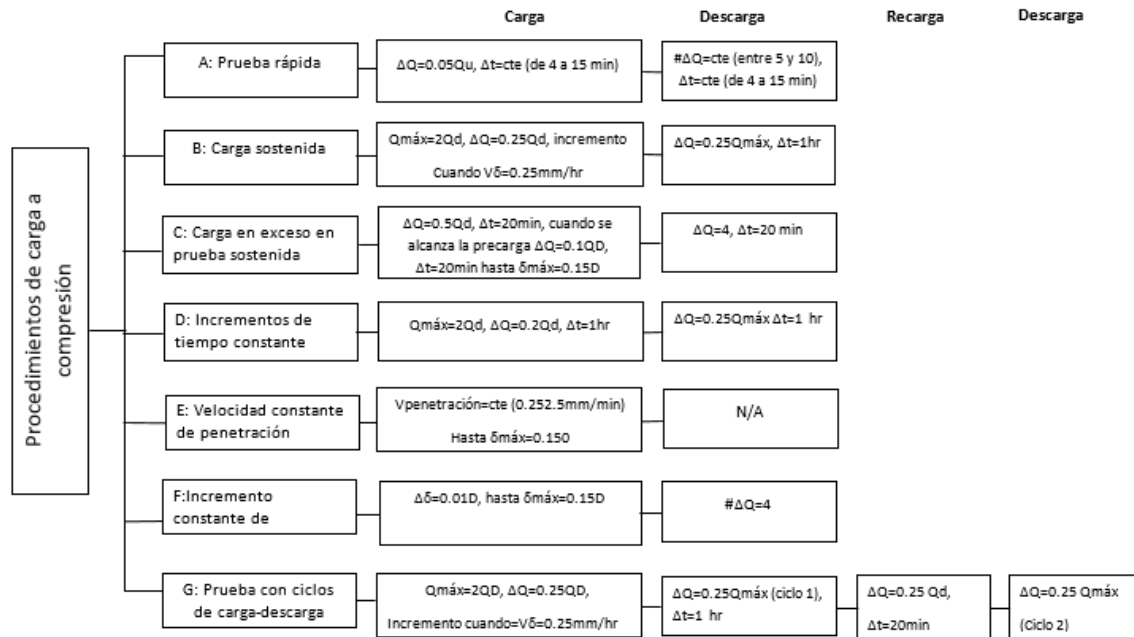 Carga
Descarga
Recarga
Descarga
Procedimientos de carga a
compresión
A: Prueba rápida
ΔQ=0.05Qu, Δt=cte (de 4 a 15 min)
#ΔQ=cte (entre 5 y 10),
Δt=cte (de 4 a 15 min)
B: Carga sostenida
Qmáx=2Qd, ΔQ=0.25Qd, incremento
Cuando Vδ=0.25mm/hr
ΔQ=0.25Qmáx, Δt=1hr
C: Carga en exceso en
prueba sostenida
ΔQ=0.5Qd, Δt=20min, cuando se
alcanza la precarga ΔQ=0.1QD,
Δt=20min hasta δmáx=0.15D
ΔQ=4, Δt=20 min
D: Incrementos de
tiempo constante
Qmáx=2Qd, ΔQ=0.2Qd, Δt=1hr
ΔQ=0.25Qmáx Δt=1 hr
E: Velocidad constante
de penetración
Vpenetración=cte (0.252.5mm/min)
Hasta δmáx=0.150
N/A
F:Incremento
constante de
Δδ=0.01D, hasta δmáx=0.15D
#ΔQ=4
G: Prueba con ciclos
de carga-descarga
Qmáx=2QD, ΔQ=0.25QD,
Incremento cuando=Vδ=0.25mm/hr
ΔQ=0.25Qmáx (ciclo 1),
Δt=1 hr
ΔQ=0.25 Qd,
Δt=20min
ΔQ=0.25 Qmáx
(Ciclo 2)